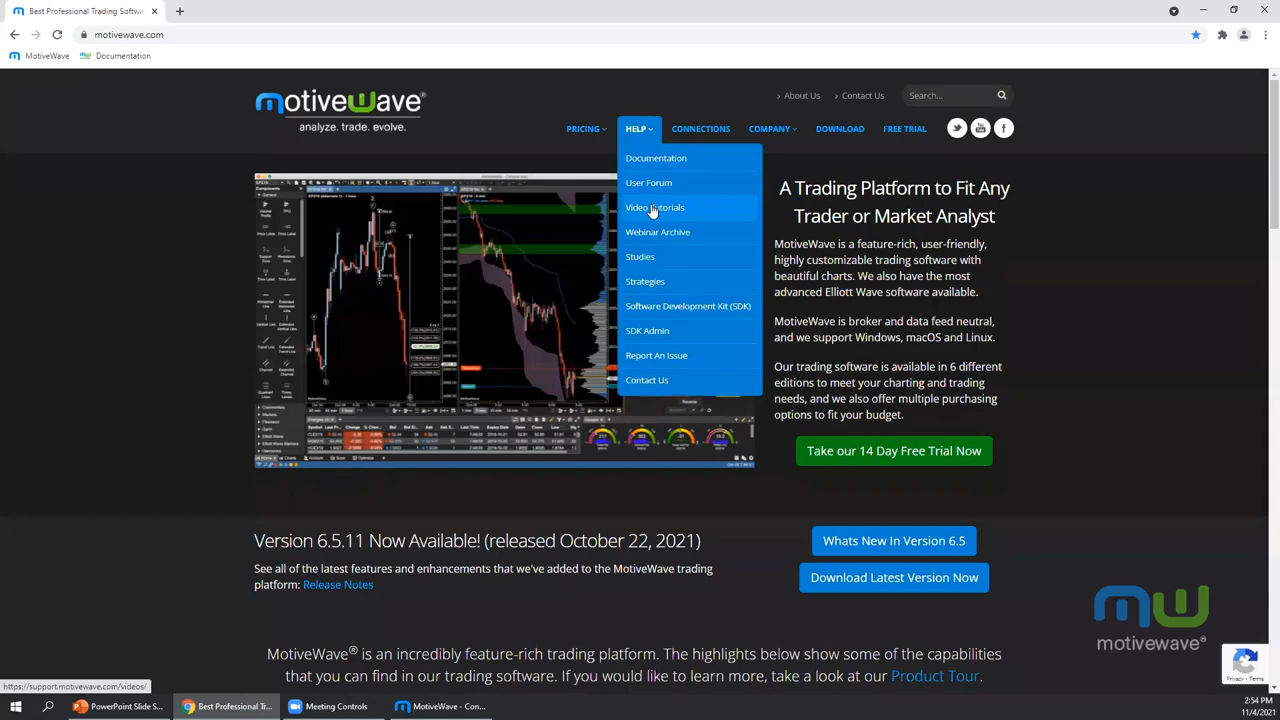 Best Professional Trading Softwa
motivewave.com
MotiveWave
Documentation
motivewave®
analyze. trade. evolve.
About Us
Contact Us
Search...
PRICING
HELP
CONNECTIONS
COMPANY
DOWNLOAD
FREE TRIAL
Documentation
User Forum
Video Tutorials
Webinar Archive
Studies
Strategies
Software Development Kit (SDK)
SDK Admin
Report An Issue
Contact Us
A Trading Platform to Fit Any
Trader or Market Analyst
MotiveWave is a feature-rich, user-friendly,
highly customizable trading software with
beautiful charts. We also have the most
advanced Elliott Wave software available.
MotiveWave is broker and data feed neutral,
and we support Windows, macOS and Linux.
Our trading software is available in 6 different
editions to meet your charting and trading
needs, and we also offer multiple purchasing
options to fit your budget.
Take our 14 Day Free Trial Now
Version 6.5.11 Now Available! (released October 22, 2021)
See all of the latest features and enhancements that we've added to the MotiveWave trading
platform: Release Notes
Whats New In Version 6.5
Download Latest Version Now
MotiveWave® is an incredibly feature-rich trading platform. The highlights below show some of the capabilities
that you can find in our trading software. If you would like to learn more, take a look at our Product Tour.
motivewave®
Privacy - Terms
https://support.motivewave.com/videos/
PowerPoint Slide S...
Best Professional Tr...
Meeting Controls
MotiveWave - Con...
2:54 PM
11/4/2021